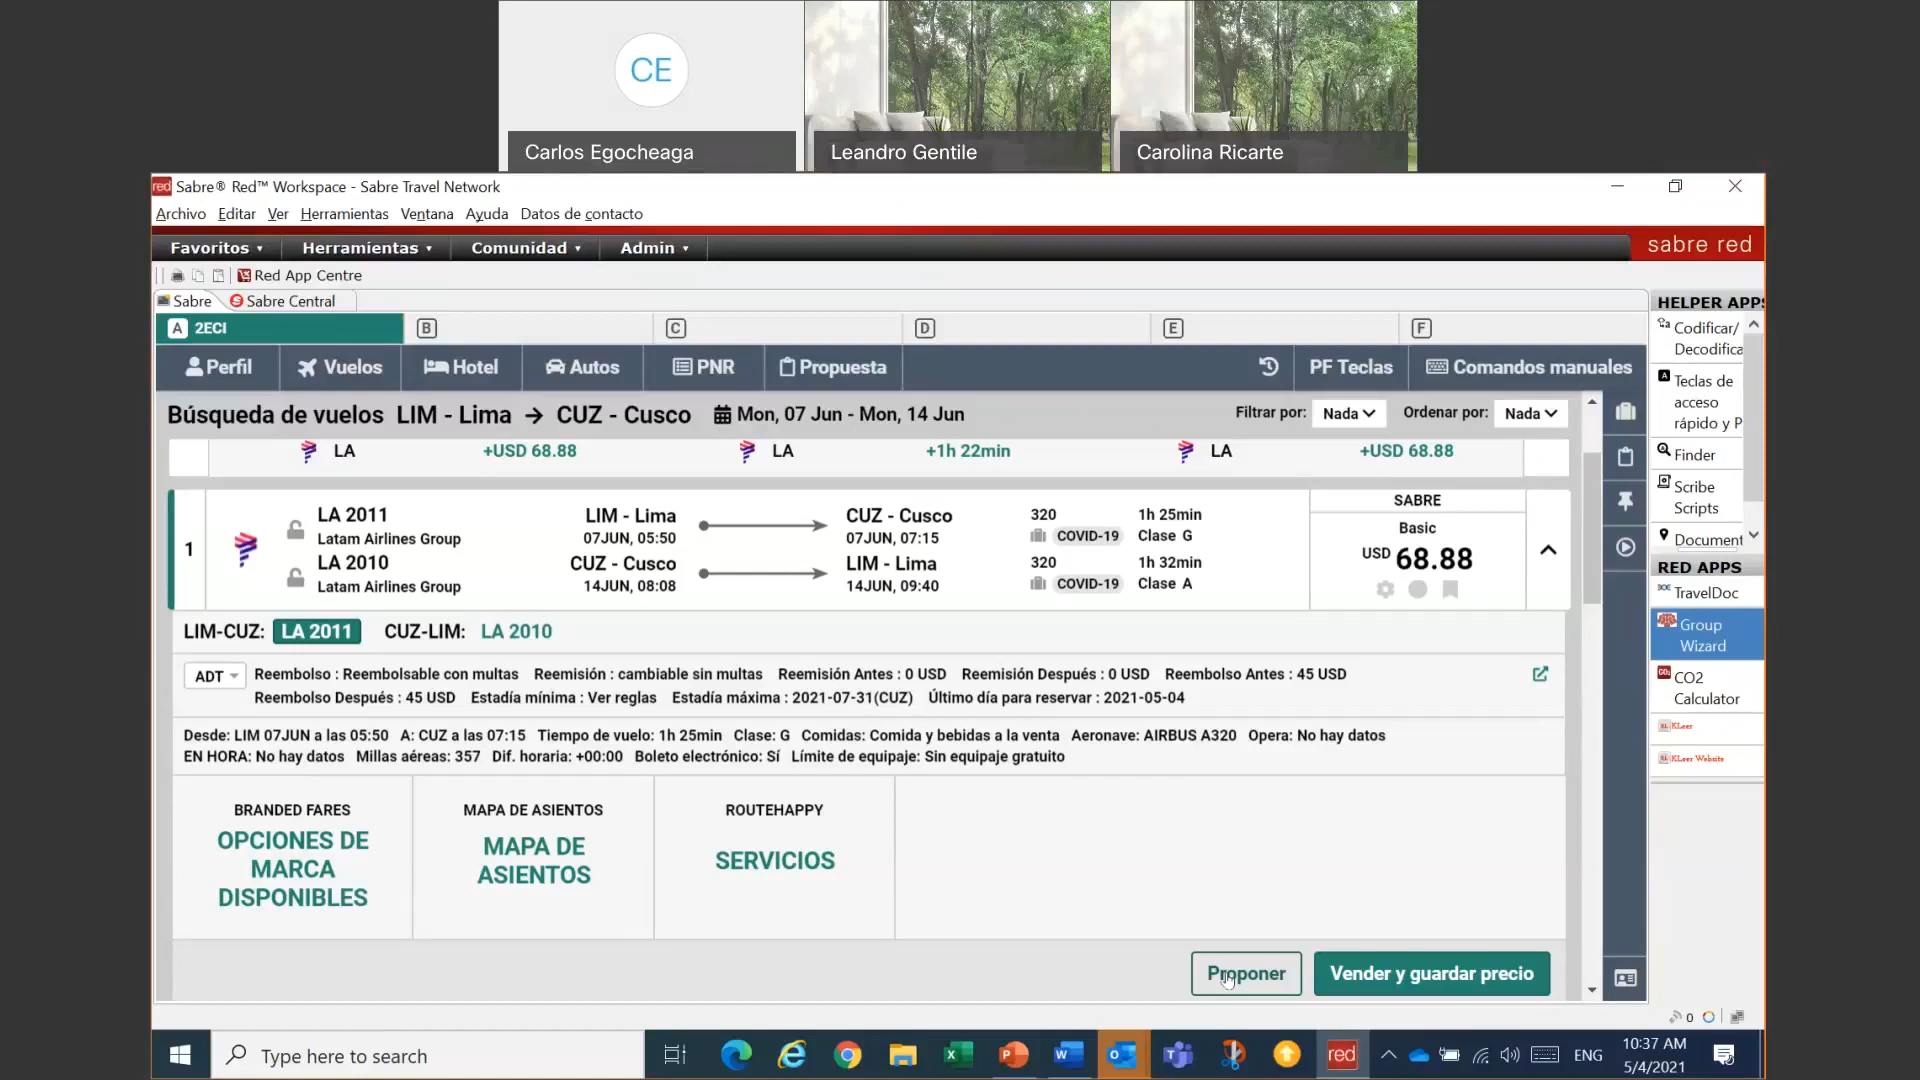 CE
Carlos Egocheaga
Leandro Gentile
Carolina Ricarte
red Sabre® Red™ Workspace - Sabre Travel Network
Archivo Editar Ver Herramientas Ventana Ayuda Datos de contacto
Favoritos Herramientas Comunidad Admin
sabre red
Red App Centre
Sabre Sabre Central
A 2ECI B C D E F
Perfil Vuelos Hotel Autos PNR Propuesta PF Teclas Comandos manuales
Búsqueda de vuelos LIM - Lima → CUZ - Cusco Mon, 07 Jun - Mon, 14 Jun Filtrar por: Nada Ordenar por: Nada
LA +USD 68.88 LA +1h 22min LA +USD 68.88
1
LA 2011 LIM - Lima CUZ - Cusco 320 1h 25min
Latam Airlines Group 07JUN, 05:50 07JUN, 07:15 COVID-19 Clase G
LA 2010 CUZ - Cusco LIM - Lima 320 1h 32min
Latam Airlines Group 14JUN, 08:08 14JUN, 09:40 COVID-19 Clase A
SABRE
Basic
USD 68.88
LIM-CUZ: LA 2011 CUZ-LIM: LA 2010
ADT Reembolso : Reembolsable con multas Reemisión : cambiable sin multas Reemisión Antes : 0 USD Reemisión Después : 0 USD Reembolso Antes : 45 USD
Reembolso Después : 45 USD Estadía mínima : Ver reglas Estadía máxima : 2021-07-31(CUZ) Último día para reservar : 2021-05-04
Desde: LIM 07JUN a las 05:50 A: CUZ a las 07:15 Tiempo de vuelo: 1h 25min Clase: G Comidas: Comida y bebidas a la venta Aeronave: AIRBUS A320 Opera: No hay datos
EN HORA: No hay datos Millas aéreas: 357 Dif. horaria: +00:00 Boleto electrónico: Sí Límite de equipaje: Sin equipaje gratuito
BRANDED FARES
OPCIONES DE
MARCA
DISPONIBLES
MAPA DE ASIENTOS
MAPA DE
ASIENTOS
ROUTEHAPPY
SERVICIOS
Proponer Vender y guardar precio
HELPER APPS
Codificar/
Decodifica
A Teclas de
acceso
rápido y P
Finder
Scribe
Scripts
Document
RED APPS
TravelDoc
Group
Wizard
CO2 CO2
Calculator
KLeer
KLeer Website
0
Type here to search
red
ENG
10:37 AM
5/4/2021